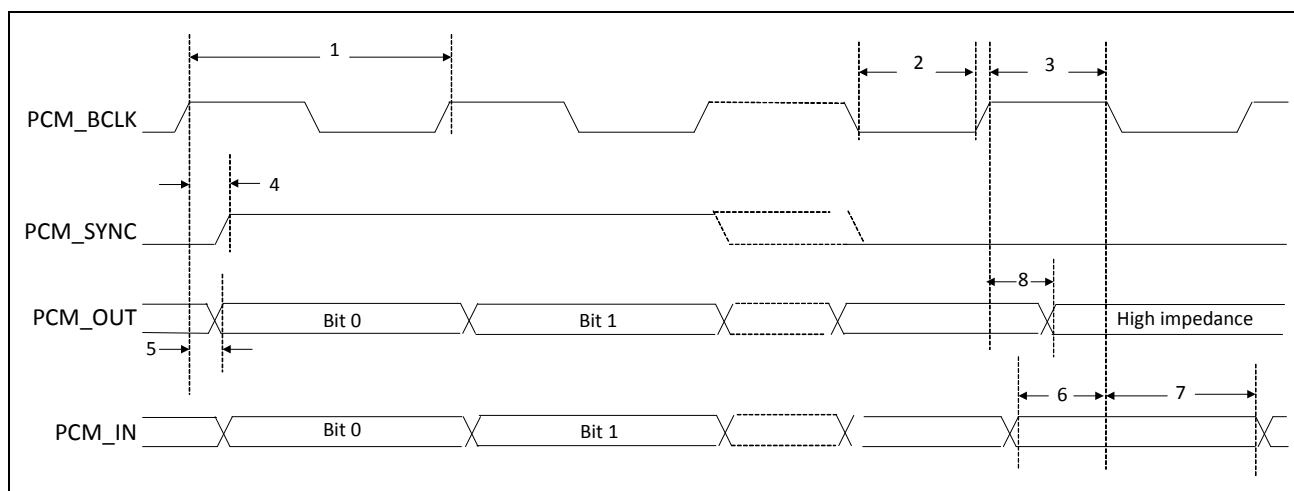 1
2
3
PCM_BCLK
4
PCM_SYNC
8
PCM_OUT
Bit 0
Bit 1
High impedance
5
6
7
PCM_IN
Bit 0
Bit 1